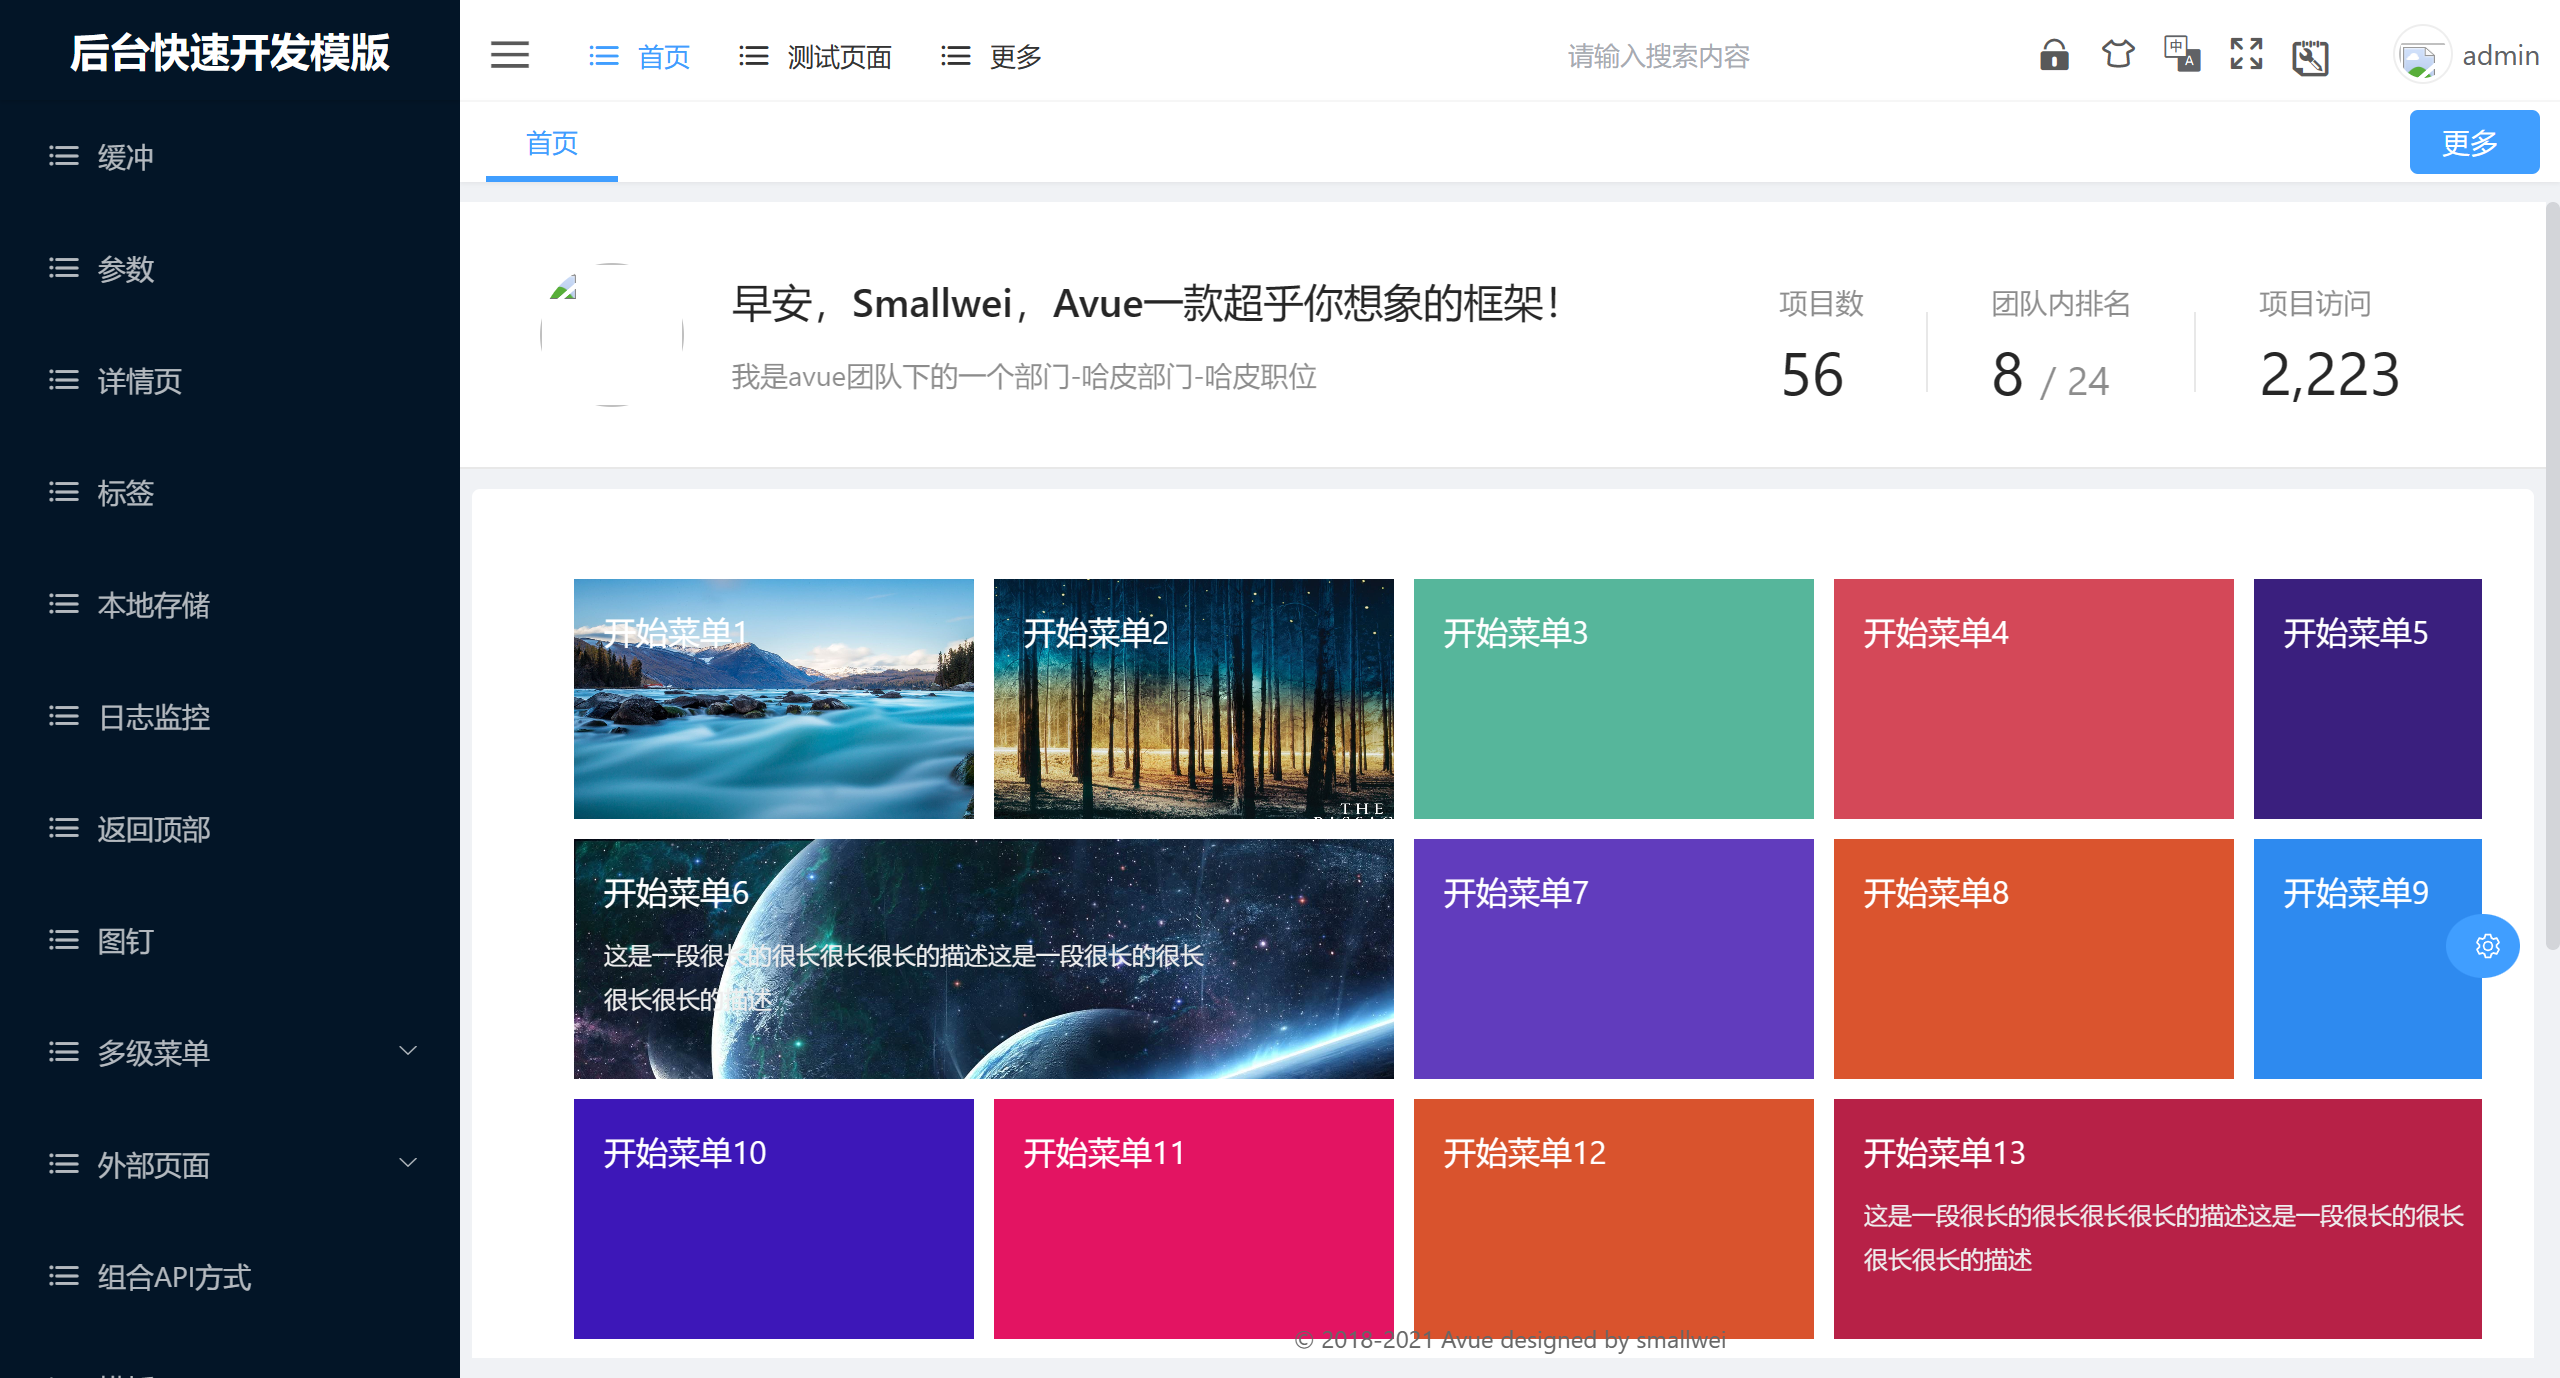 后台快速开发模版
首页
测试页面
更多
请输入搜索内容
中
A
admin
首页
更多
缓冲
参数
详情页
标签
本地存储
日志监控
返回顶部
图钉
多级菜单
外部页面
组合API方式
早安，Smallwei，Avue一款超乎你想象的框架！
我是avue团队下的一个部门-哈皮部门-哈皮职位
项目数
56
团队内排名
8 / 24
项目访问
2,223
开始菜单1
开始菜单2
THE
开始菜单3
开始菜单4
开始菜单5
开始菜单6
这是一段很长的很长很长很长的描述这是一段很长的很长
很长很长的描述
开始菜单7
开始菜单8
开始菜单9
开始菜单10
开始菜单11
开始菜单12
开始菜单13
这是一段很长的很长很长很长的描述这是一段很长的很长
很长很长的描述
© 2018-2021 Avue designed by smallwei